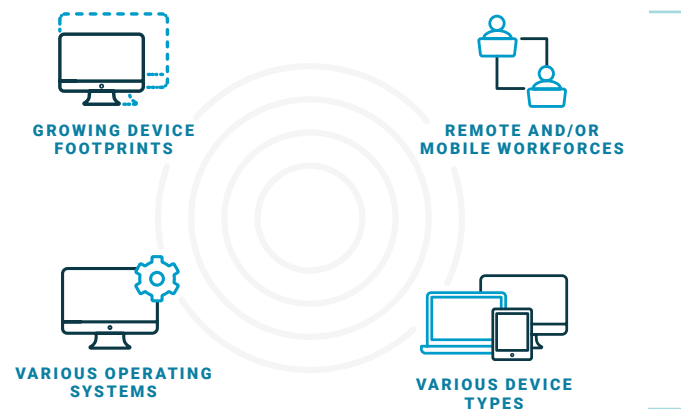 GROWING DEVICE
FOOTPRINTS
REMOTE AND/OR
MOBILE WORKFORCES
VARIOUS OPERATING
SYSTEMS
VARIOUS DEVICE
TYPES